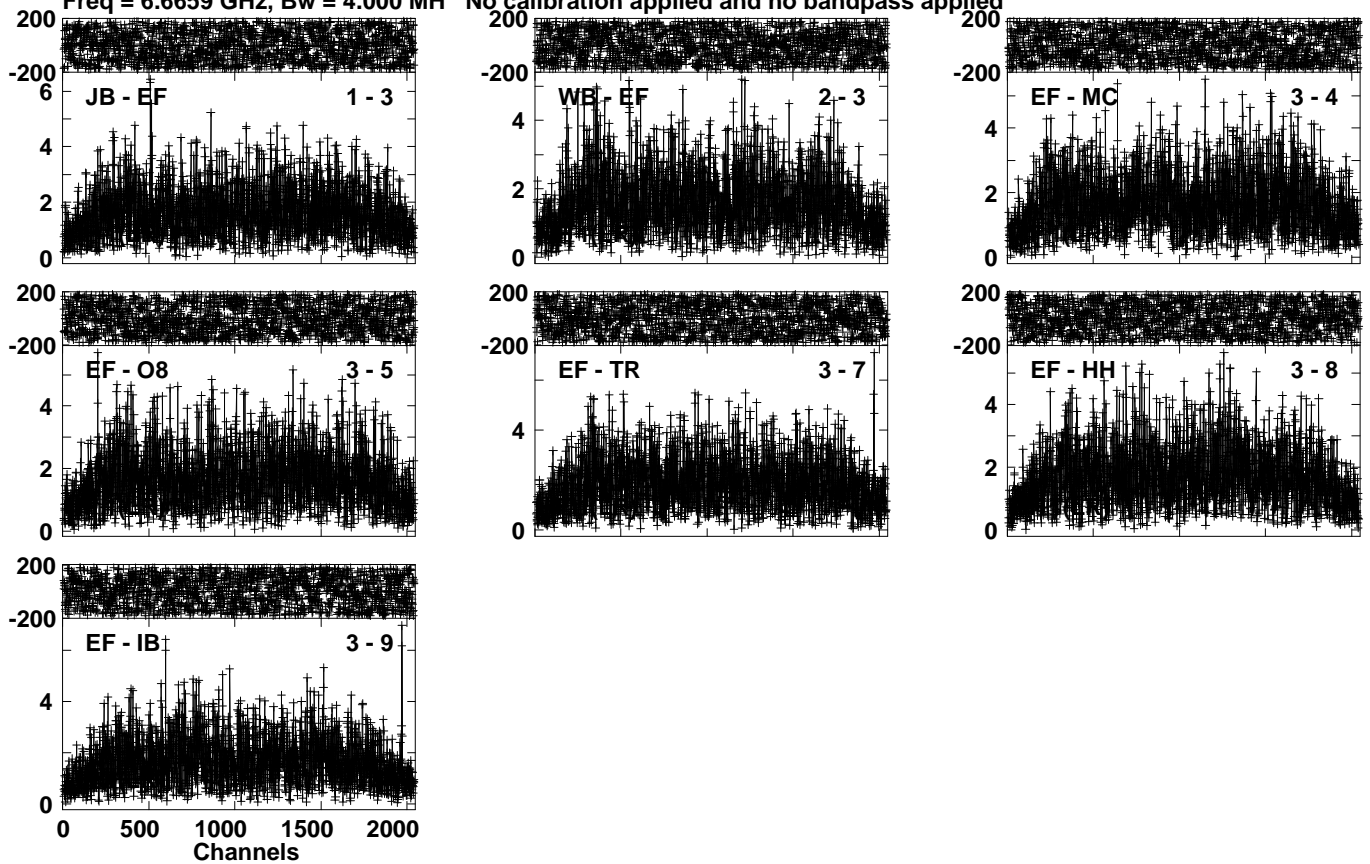 Freq = 6.6659 GHz, Bw = 4.000 MH No calibration applied and no bandpass applied
200 200 200
-200 -200 -200
JB - EF 1 - 3 WB - EF 2 - 3 EF - MC 3 - 4
6
4 4 4
2 2 2
0 0 0
200 200 200
-200 -200 -200
EF - O8 3 - 5 EF - TR 3 - 7 EF - HH 3 - 8
4 4 4
2 2
0 0 0
200
-200
EF - IB 3 - 9
4
0
0 500 1000 1500 2000
Channels